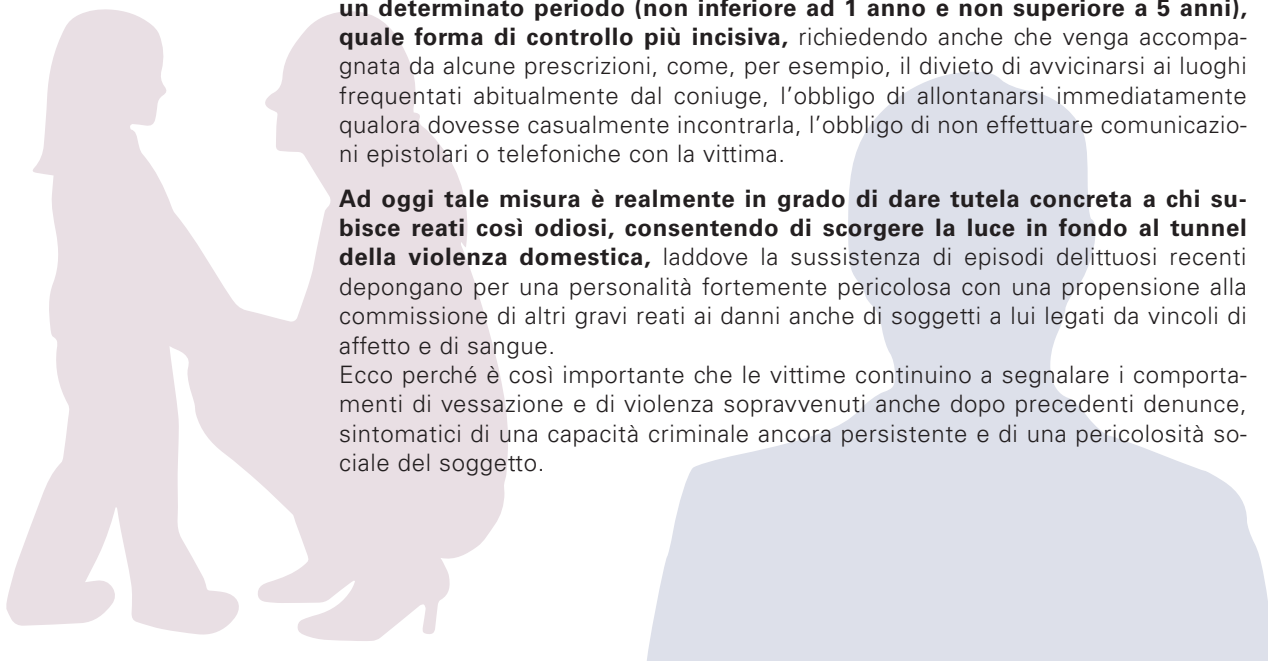 un determinato periodo (non inferiore ad 1 anno e non superiore a 5 anni),
quale forma di controllo più incisiva, richiedendo anche che venga accompa-
gnata da alcune prescrizioni, come, per esempio, il divieto di avvicinarsi ai luoghi
frequentati abitualmente dal coniuge, l'obbligo di allontanarsi immediatamente
qualora dovesse casualmente incontrarla, l'obbligo di non effettuare comunicazio-
ni epistolari o telefoniche con la vittima.
Ad oggi tale misura è realmente in grado di dare tutela concreta a chi su-
bisce reati così odiosi, consentendo di scorgere la luce in fondo al tunnel
della violenza domestica, laddove la sussistenza di episodi delittuosi recenti
depongano per una personalità fortemente pericolosa con una propensione alla
commissione di altri gravi reati ai danni anche di soggetti a lui legati da vincoli di
affetto e di sangue.
Ecco perché è così importante che le vittime continuino a segnalare i comporta-
menti di vessazione e di violenza sopravvenuti anche dopo precedenti denunce,
sintomatici di una capacità criminale ancora persistente e di una pericolosità so-
ciale del soggetto.